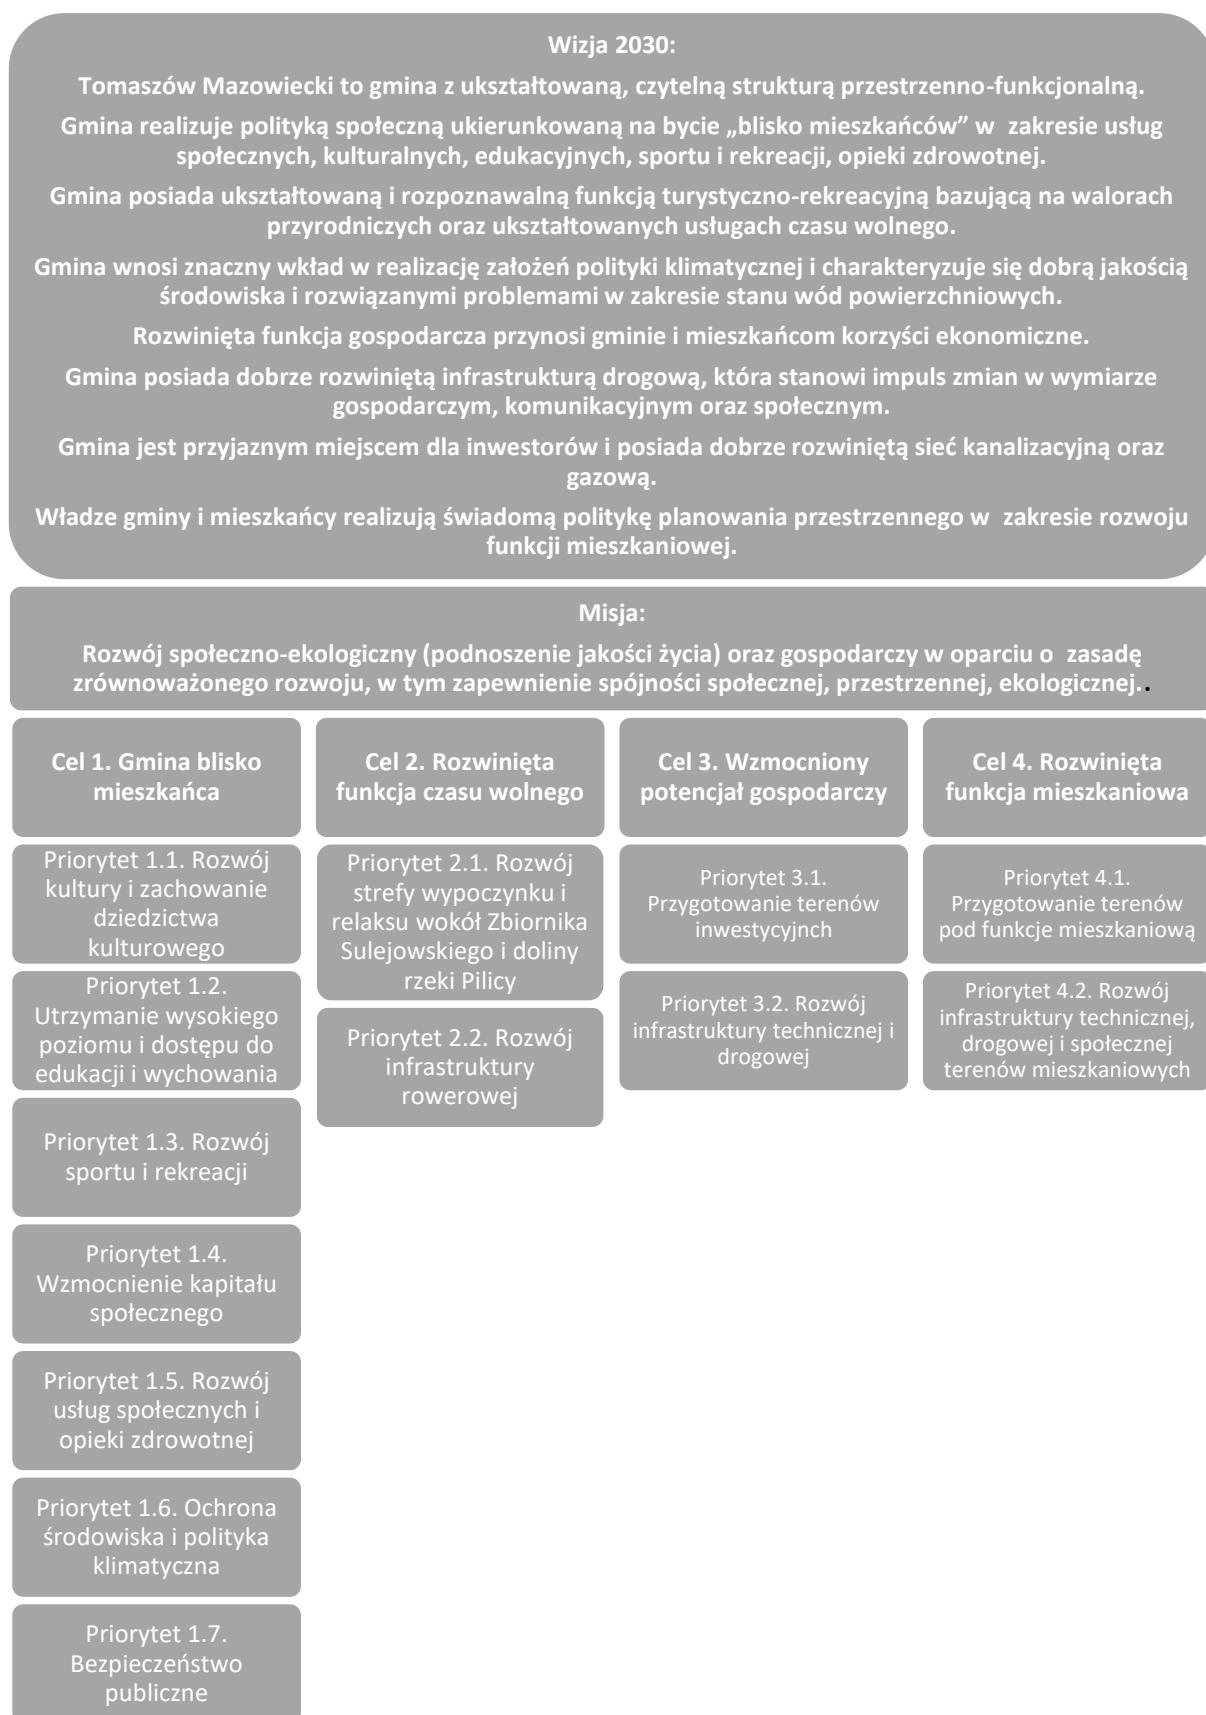 Wizja 2030:
Tomaszów Mazowiecki to gmina z ukształtowaną, czytelną strukturą przestrzenno-funkcjonalną.
Gmina realizuje polityką społeczną ukierunkowaną na bycie „blisko mieszkańców” w zakresie usług
społecznych, kulturalnych, edukacyjnych, sportu i rekreacji, opieki zdrowotnej.
Gmina posiada ukształtowaną i rozpoznawalną funkcją turystyczno-rekreacyjną bazującą na walorach
przyrodniczych oraz ukształtowanych usługach czasu wolnego.
Gmina wnosi znaczny wkład w realizację założeń polityki klimatycznej i charakteryzuje się dobrą jakością
środowiska i rozwiązanymi problemami w zakresie stanu wód powierzchniowych.
Rozwinięta funkcja gospodarcza przynosi gminie i mieszkańcom korzyści ekonomiczne.
Gmina posiada dobrze rozwiniętą infrastrukturą drogową, która stanowi impuls zmian w wymiarze
gospodarczym, komunikacyjnym oraz społecznym.
Gmina jest przyjaznym miejscem dla inwestorów i posiada dobrze rozwiniętą sieć kanalizacyjną oraz
gazową.
Władze gminy i mieszkańcy realizują świadomą politykę planowania przestrzennego w zakresie rozwoju
funkcji mieszkaniowej.
Misja:
Rozwój społeczno-ekologiczny (podnoszenie jakości życia) oraz gospodarczy w oparciu o zasadę
zrównoważonego rozwoju, w tym zapewnienie spójności społecznej, przestrzennej, ekologicznej..
Cel 1. Gmina blisko
mieszkańca
Priorytet 1.1. Rozwój
kultury i zachowanie
dziedzictwa
kulturowego
Priorytet 1.2.
Utrzymanie wysokiego
poziomu i dostępu do
edukacji i wychowania
Priorytet 1.3. Rozwój
sportu i rekreacji
Priorytet 1.4.
Wzmocnienie kapitału
społecznego
Priorytet 1.5. Rozwój
usług społecznych i
opieki zdrowotnej
Priorytet 1.6. Ochrona
środowiska i polityka
klimatyczna
Priorytet 1.7.
Bezpieczeństwo
publiczne
Cel 2. Rozwinięta
funkcja czasu wolnego
Priorytet 2.1. Rozwój
strefy wypoczynku i
relaksu wokół Zbiornika
Sulejowskiego i doliny
rzeki Pilicy
Priorytet 2.2. Rozwój
infrastruktury
rowerowej
Cel 3. Wzmocniony
potencjał gospodarczy
Priorytet 3.1.
Przygotowanie terenów
inwestycyjnch
Priorytet 3.2. Rozwój
infrastruktury technicznej i
drogowej
Cel 4. Rozwinięta
funkcja mieszkaniowa
Priorytet 4.1.
Przygotowanie terenów
pod funkcje mieszkaniową
Priorytet 4.2. Rozwój
infrastruktury technicznej,
drogowej i społecznej
terenów mieszkaniowych